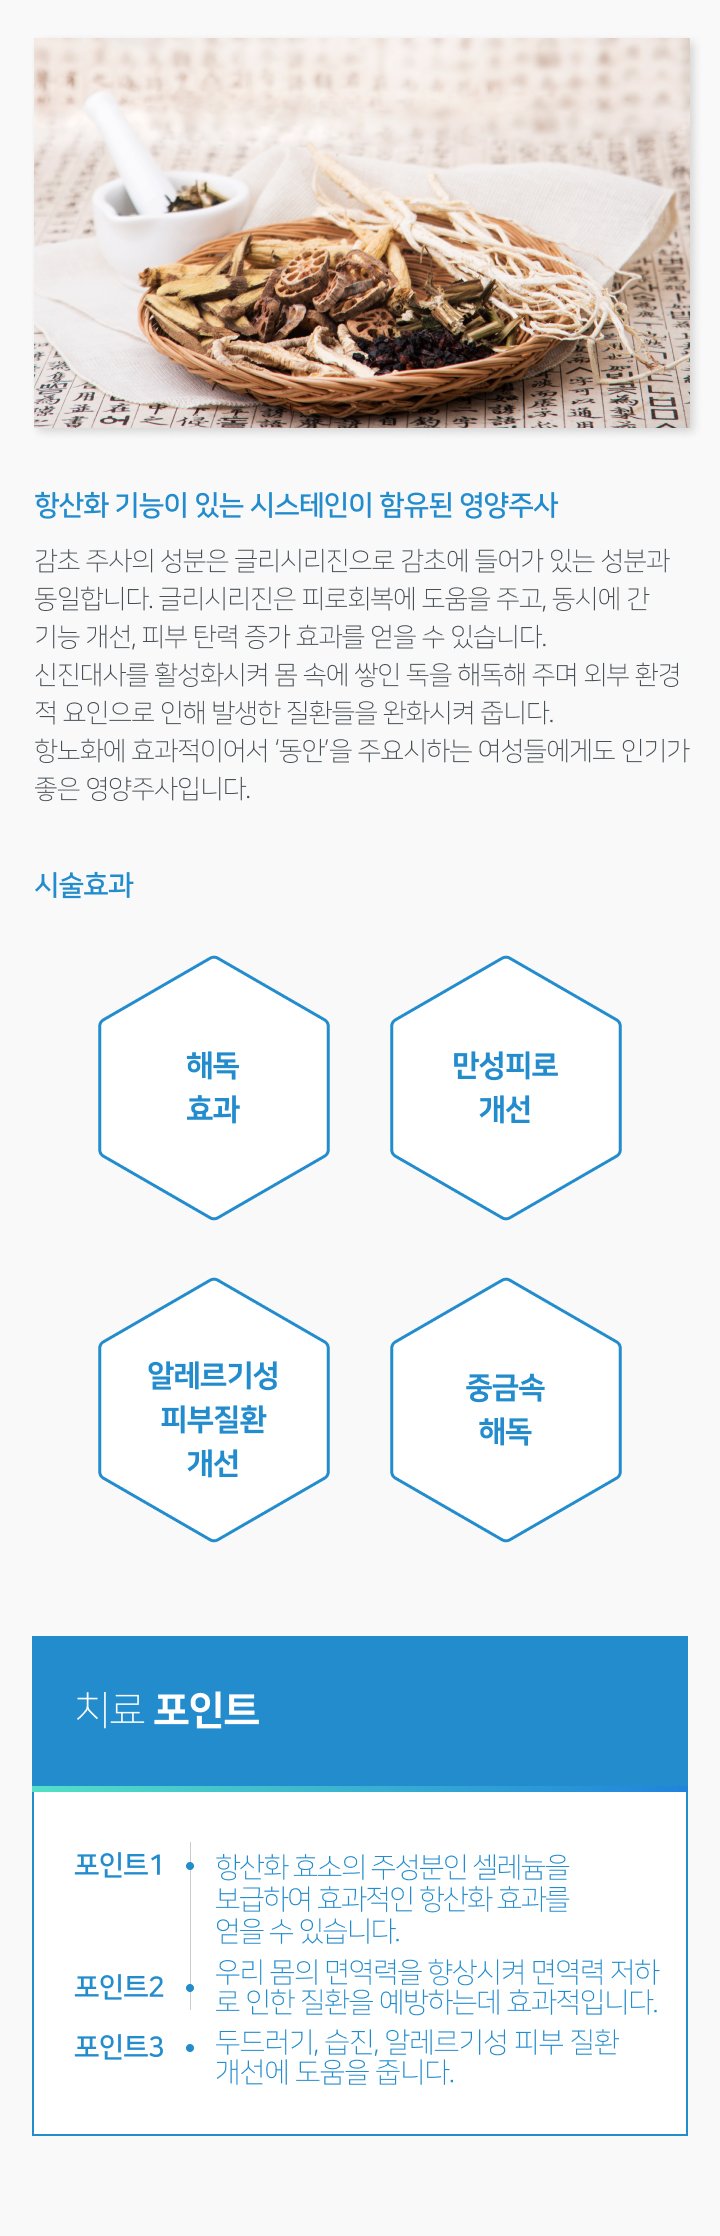 항산화 기능이 있는 시스테인이 함유된 영양주사
감초 주사의 성분은 글리시리진으로 감초에 들어가 있는 성분과
동일합니다. 글리시리진은 피로회복에 도움을 주고, 동시에 간
기능 개선, 피부 탄력 증가 효과를 얻을 수 있습니다.
신진대사를 활성화시켜 몸 속에 쌓인 독을 해독해 주며 외부 환경
적 요인으로 인해 발생한 질환들을 완화시켜 줍니다.
항노화에 효과적이어서 ‘동안’을 주요시하는 여성들에게도 인기가
좋은 영양주사입니다.
시술효과
해독
효과
만성피로
개선
알레르기성
피부질환
개선
중금속
해독
치료 포인트
포인트1
항산화 효소의 주성분인 셀레늄을
보급하여 효과적인 항산화 효과를
얻을 수 있습니다.
포인트2
우리 몸의 면역력을 향상시켜 면역력 저하
로 인한 질환을 예방하는데 효과적입니다.
포인트3
두드러기, 습진, 알레르기성 피부 질환
개선에 도움을 줍니다.